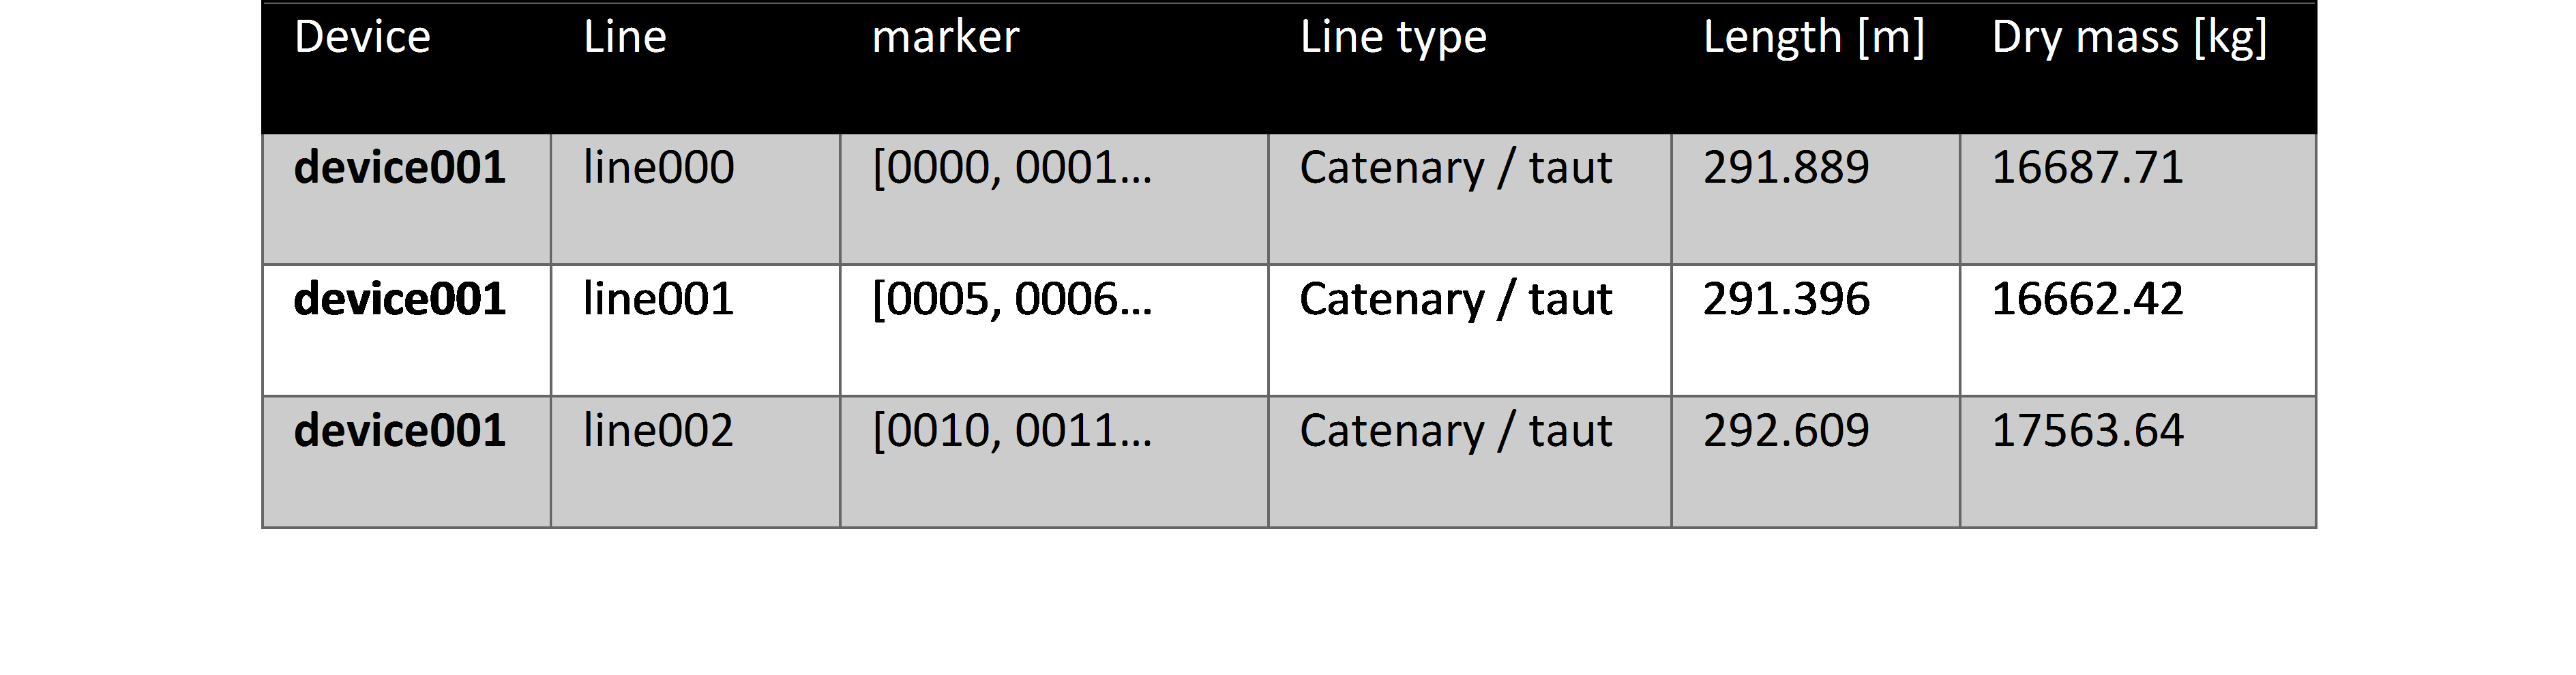 Device Line marker Line type Length [m] Dry mass [kg]
device001 line000 [0000, 0001... Catenary / taut 291.889 16687.71
device001 line001 [0005, 0006... Catenary / taut 291.396 16662.42
device001 line002 [0010, 0011... Catenary / taut 292.609 17563.64